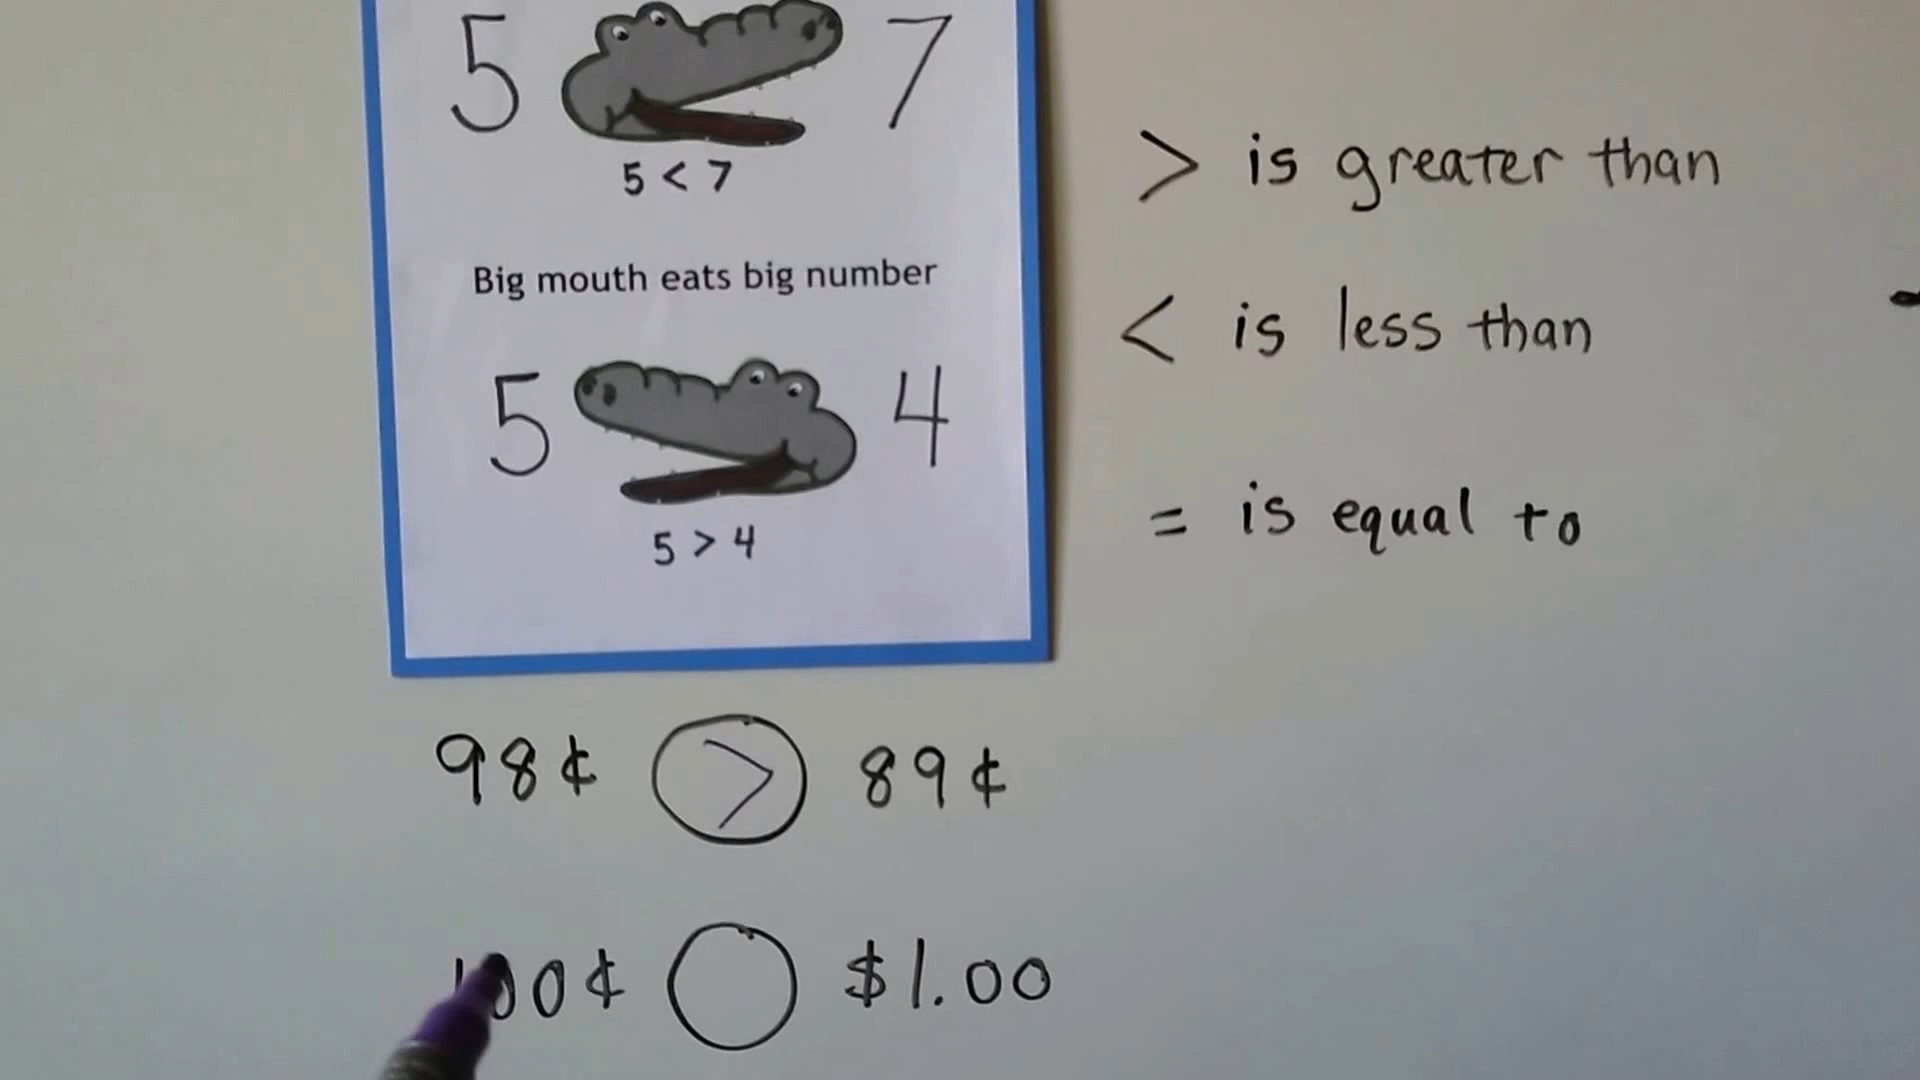 5 7
5 < 7
Big mouth eats big number
5 4
5 > 4
> is greater than
< is less than
= is equal to
98¢ > 89¢
100¢ $1.00